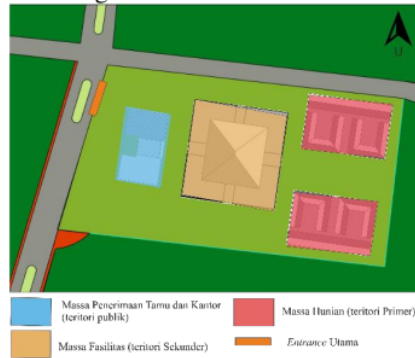 U
Massa Penerimaan Tamu dan Kantor
(teritori publik)
Massa Hunian (teritori Primer)
Massa Fasilitas (teritori Sekunder)
Entrance Utama